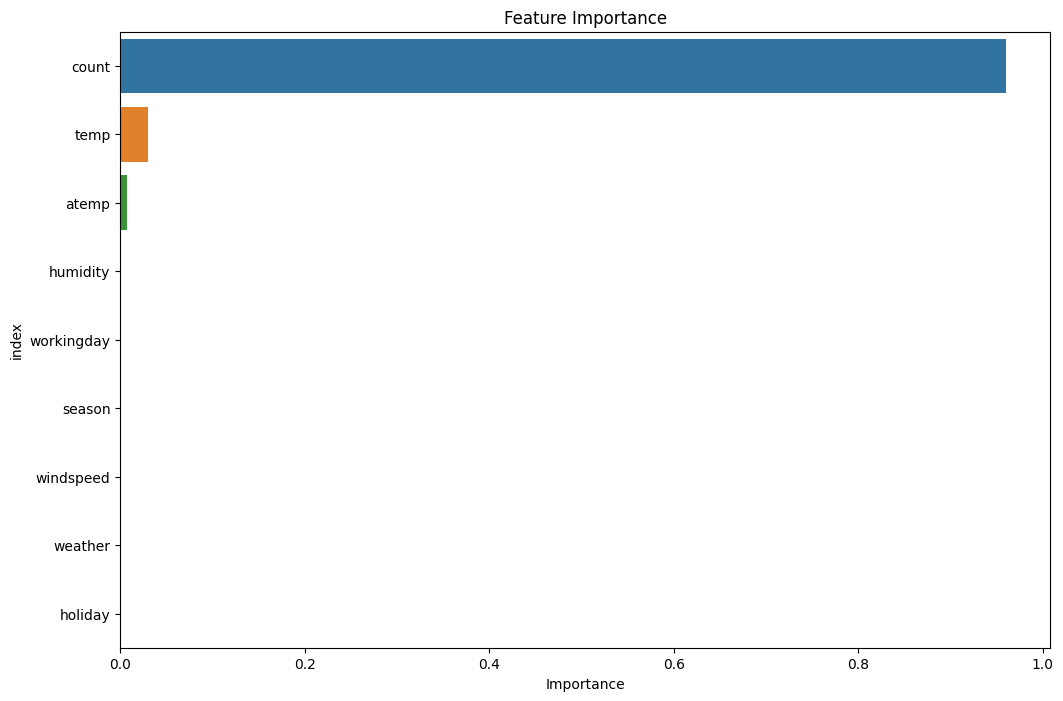 Feature Importance
count
temp
atemp
humidity
workingday
season
windspeed
weather
holiday
index
0.0 0.2 0.4 0.6 0.8 1.0
Importance